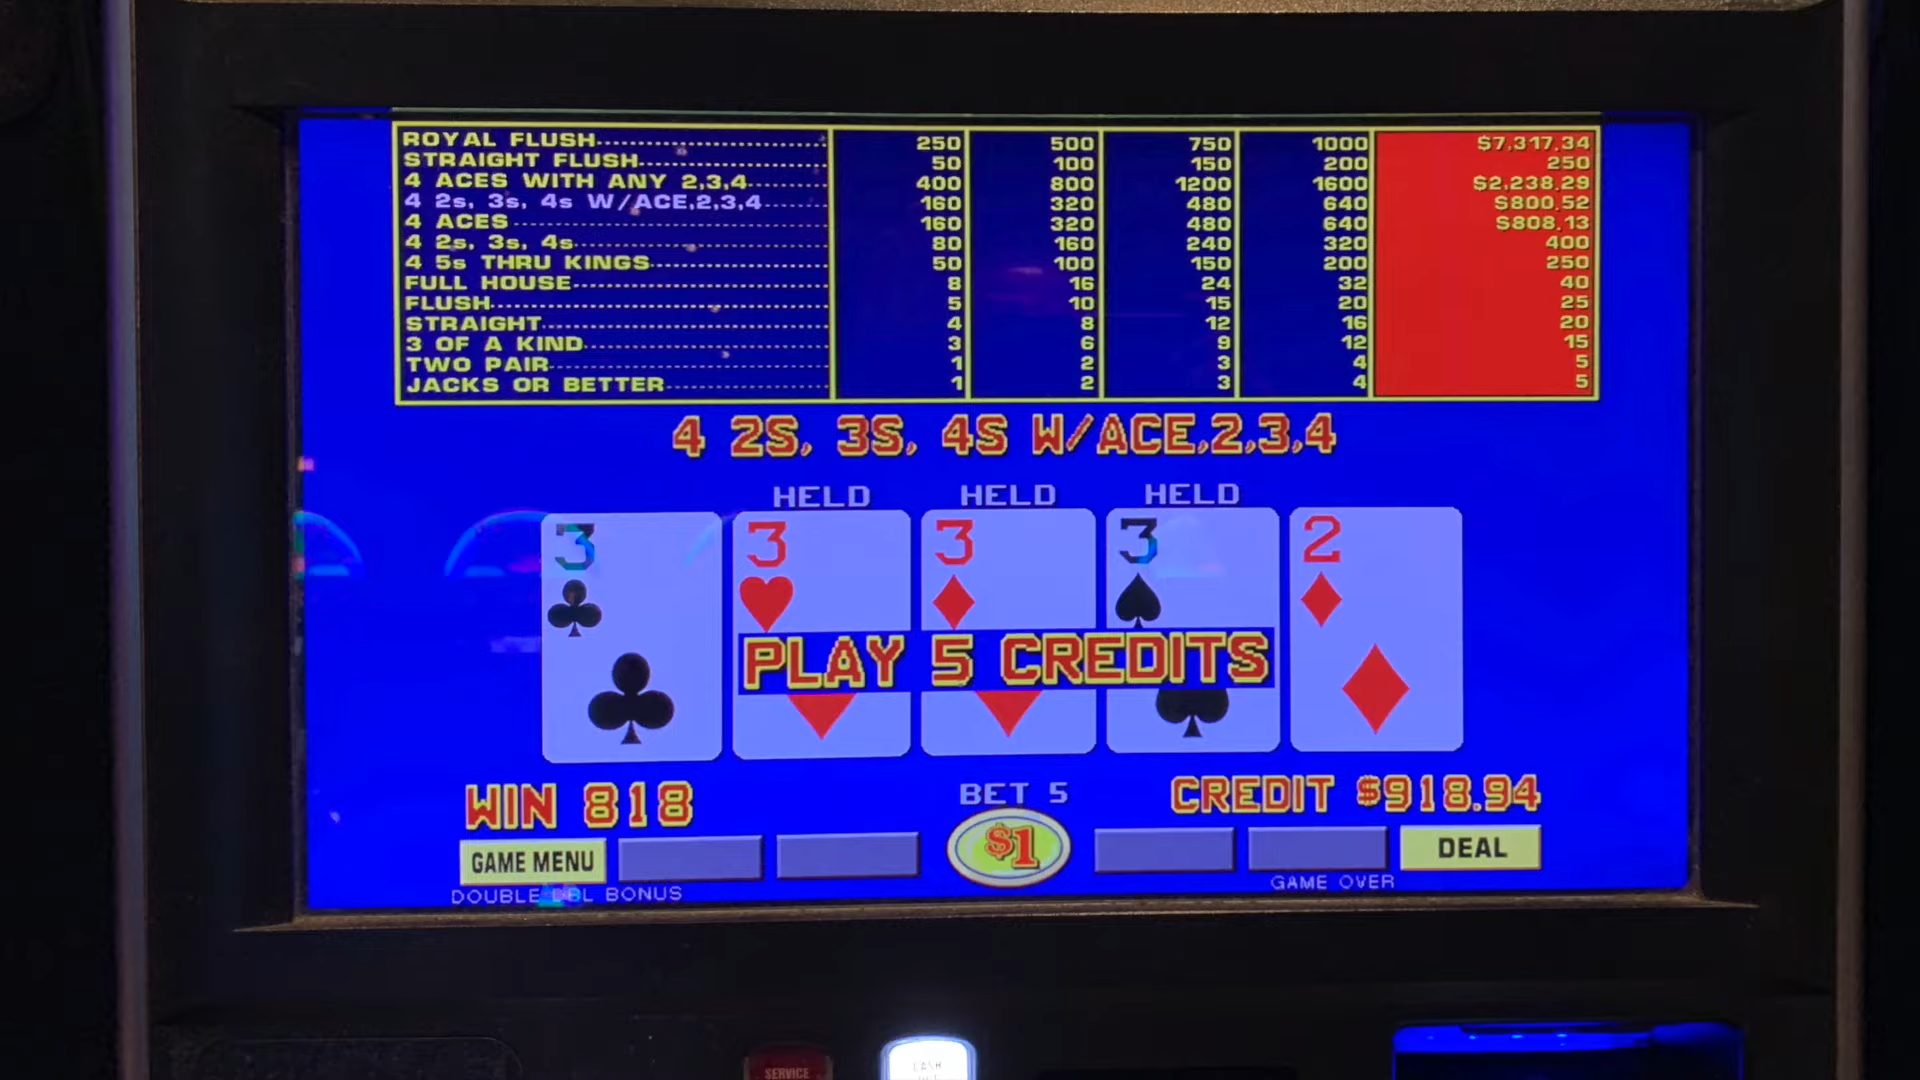 ROYAL FLUSH 250 500 750 1000 $7,317.34
STRAIGHT FLUSH 50 100 150 200 250
4 ACES WITH ANY 2,3,4 400 800 1200 1600 $2,238.29
4 2s, 3s, 4s W/ACE,2,3,4 160 320 480 640 $800.52
4 ACES 160 320 480 640 $808.13
4 2s, 3s, 4s 80 160 240 320 400
4 5s THRU KINGS 50 100 150 200 250
FULL HOUSE 8 16 24 32 40
FLUSH 5 10 15 20 25
STRAIGHT 4 8 12 16 20
3 OF A KIND 3 6 9 12 15
TWO PAIR 1 2 3 4 5
JACKS OR BETTER 1 2 3 4 5
4 2S, 3S, 4S W/ACE,2,3,4
HELD HELD HELD
3 3 3 3 2
PLAY 5 CREDITS
WIN 818 BET 5 CREDIT $918.94
GAME MENU $1 DEAL
DOUBLE DBL BONUS GAME OVER
SERVICE CASH